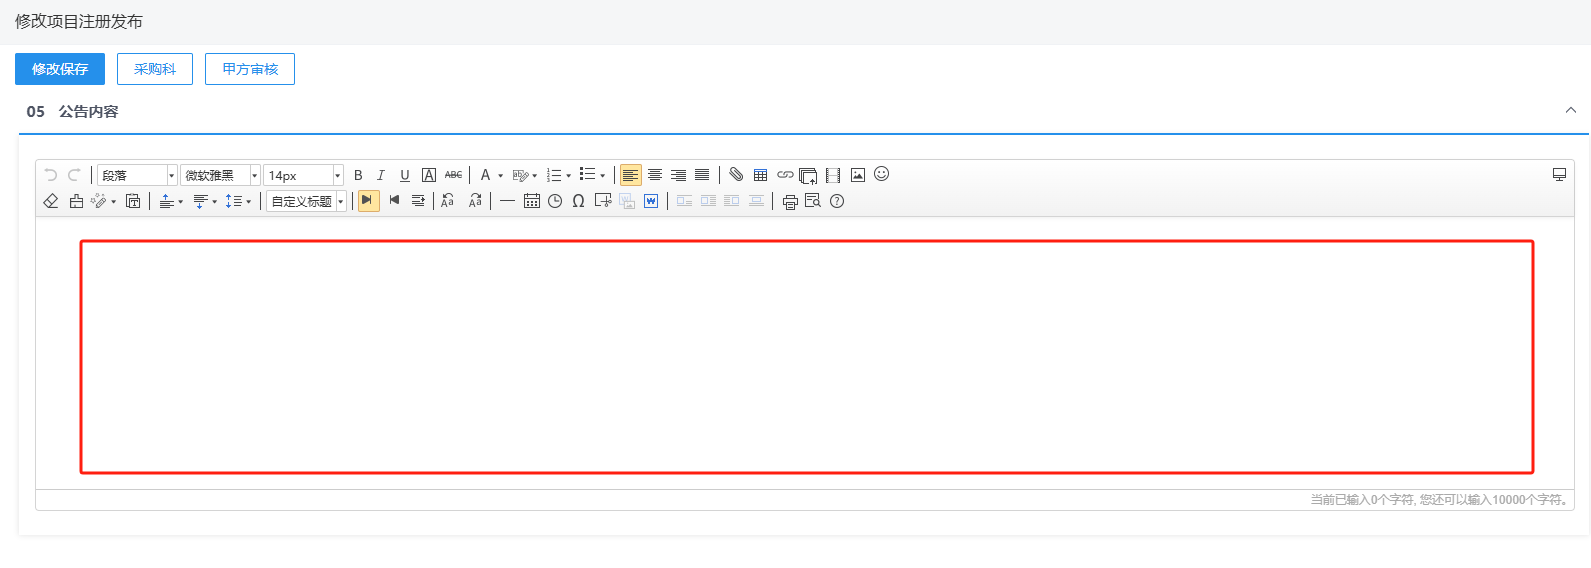 修改项目注册发布
修改保存 采购科 甲方审核
05 公告内容
段落 微软雅黑 14px B I U A ABC A
自定义标题 Aa Aa Ω W ?
当前已输入0个字符, 您还可以输入10000个字符。